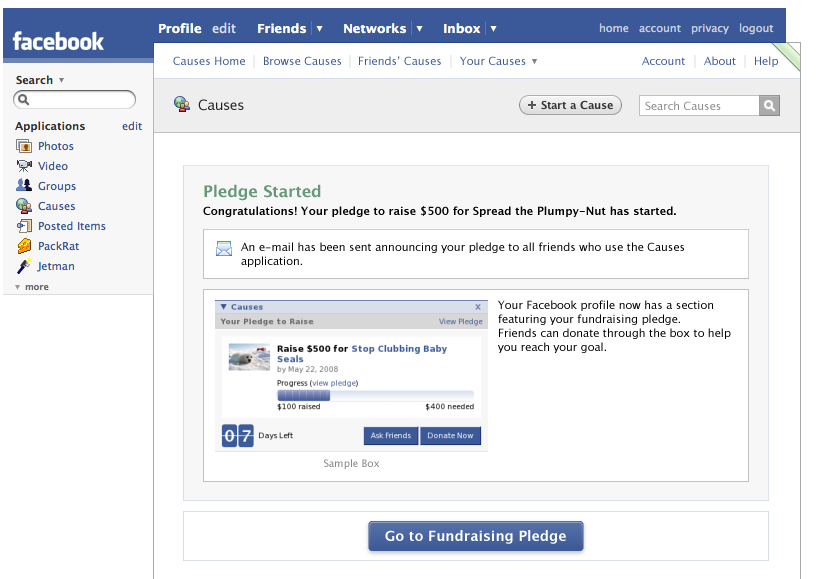 facebook
Profile edit Friends Networks Inbox home account privacy logout
Causes Home Browse Causes Friends' Causes Your Causes Account About Help
Search
Applications edit
Photos
Video
Groups
Causes
Posted Items
PackRat
Jetman
more
Causes + Start a Cause Search Causes
Pledge Started
Congratulations! Your pledge to raise $500 for Spread the Plumpy-Nut has started.
An e-mail has been sent announcing your pledge to all friends who use the Causes
application.
Causes x
Your Pledge to Raise View Pledge
Raise $500 for Stop Clubbing Baby
Seals
by May 22, 2008
Progress (view pledge)
$100 raised $400 needed
07 Days Left Ask Friends Donate Now
Sample Box
Your Facebook profile now has a section
featuring your fundraising pledge.
Friends can donate through the box to help
you reach your goal.
Go to Fundraising Pledge